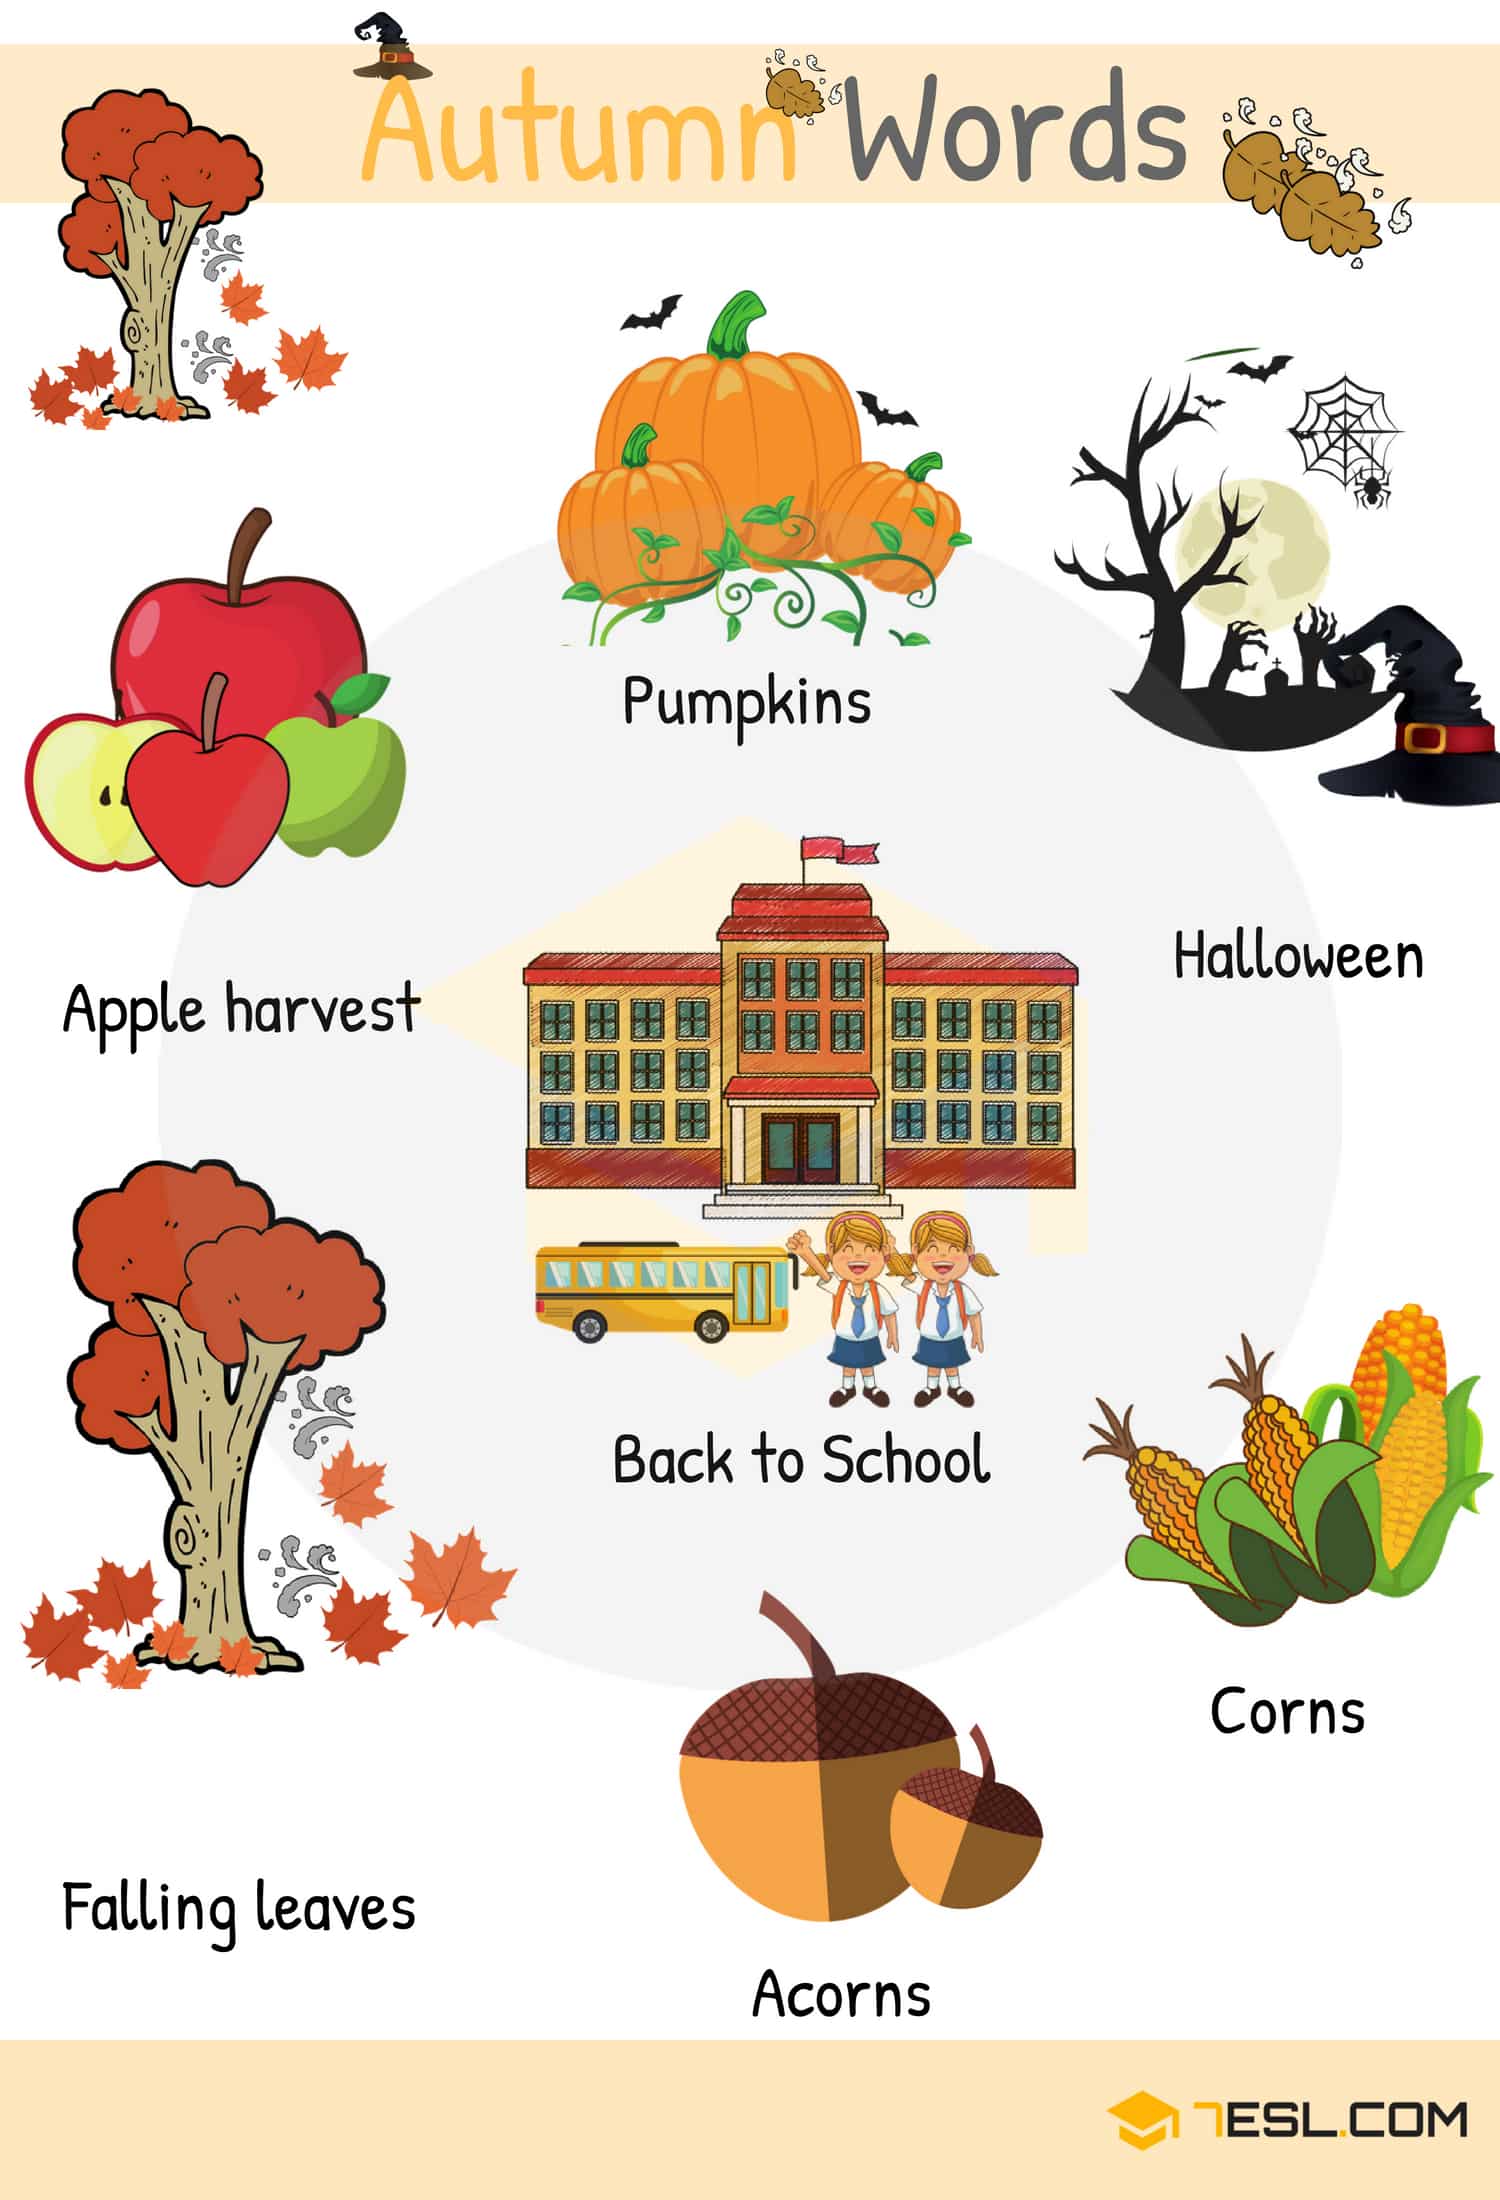 Autumn Words
Pumpkins
Halloween
Apple harvest
Back to School
Corns
Falling leaves
Acorns
7ESL.COM